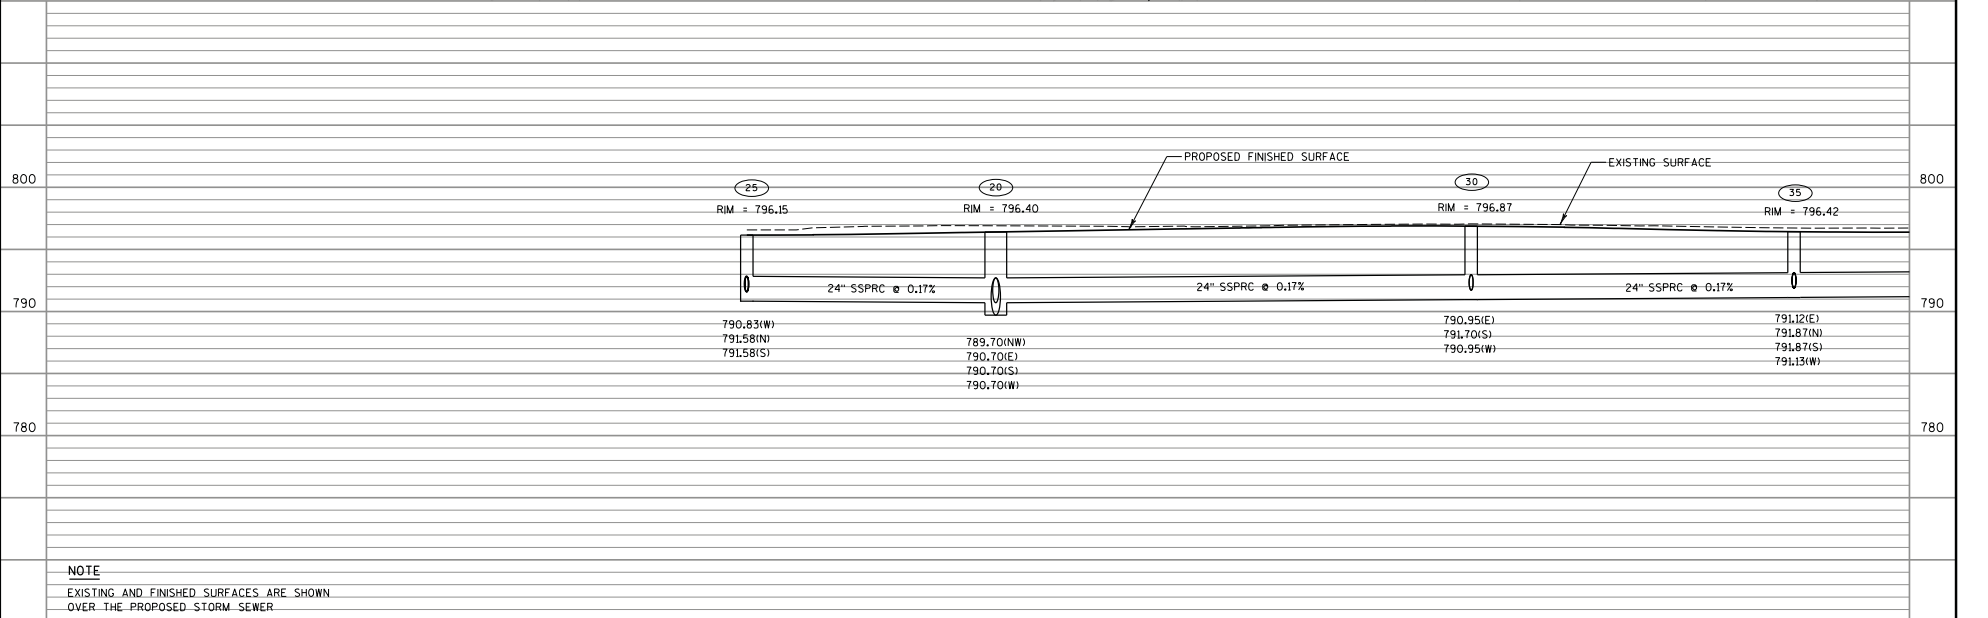 PROPOSED FINISHED SURFACE
EXISTING SURFACE
800
25
20
30
35
800
RIM = 796.15
RIM = 796.40
RIM = 796.87
RIM = 796.42
24" SSPRC @ 0.17%
24" SSPRC @ 0.17%
24" SSPRC @ 0.17%
790
790
790.83(W)
791.58(N)
791.58(S)
789.70(NW)
790.70(E)
790.70(S)
790.70(W)
790.95(E)
791.70(S)
790.95(W)
791.12(E)
791.87(N)
791.87(S)
791.13(W)
780
780
NOTE
EXISTING AND FINISHED SURFACES ARE SHOWN
OVER THE PROPOSED STORM SEWER